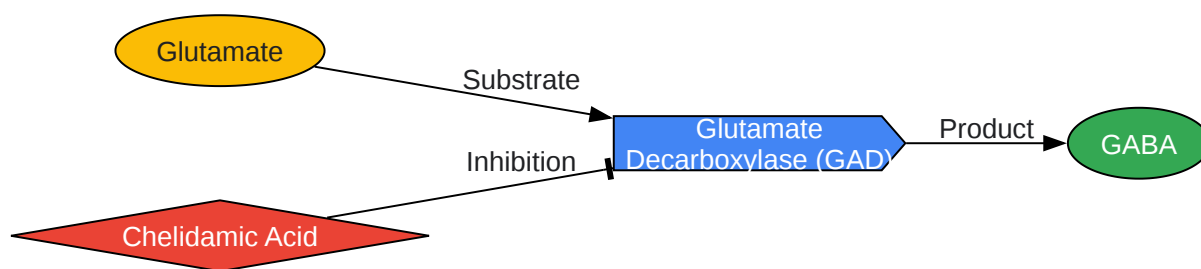 Glutamate
Substrate
Glutamate
Decarboxylase (GAD)
Product
GABA
Inhibition
Chelidamic Acid